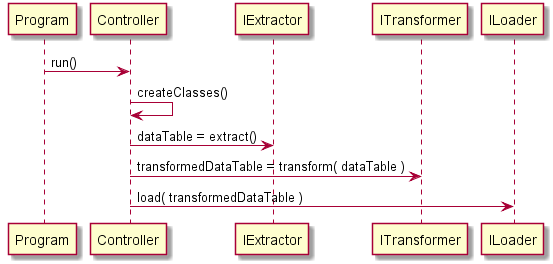 Program Controller IExtractor ITransformer ILoader
run()
createClasses()
dataTable = extract()
transformedDataTable = transform( dataTable )
load( transformedDataTable )
Program Controller IExtractor ITransformer ILoader